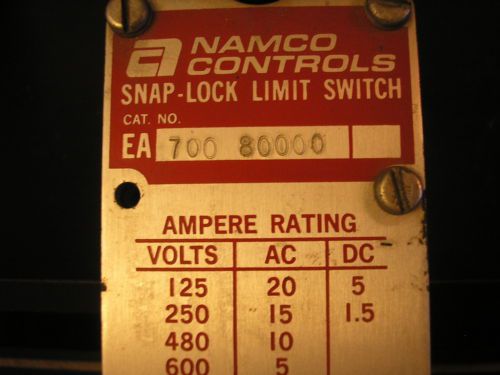 NAMCO
CONTROLS
SNAP-LOCK LIMIT SWITCH
CAT. NO.
EA 700 80000
AMPERE RATING
VOLTS AC DC
125 20 5
250 15 1.5
480 10
600 5